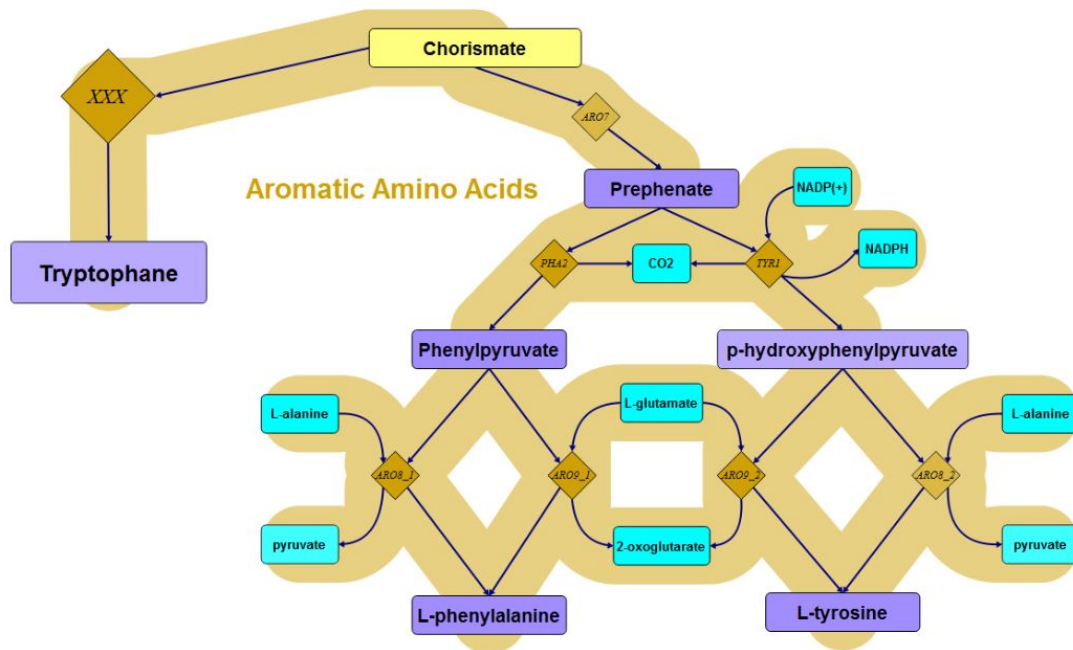 Chorismate
XXX
ARO7
Aromatic Amino Acids
Prephenate
NADP(+)
Tryptophane
PHA2
CO2
TYR1
NADPH
Phenylpyruvate
p-hydroxyphenylpyruvate
L-alanine
L-glutamate
L-alanine
ARO8_1
ARO9_1
ARO9_2
ARO8_2
pyruvate
2-oxoglutarate
pyruvate
L-phenylalanine
L-tyrosine